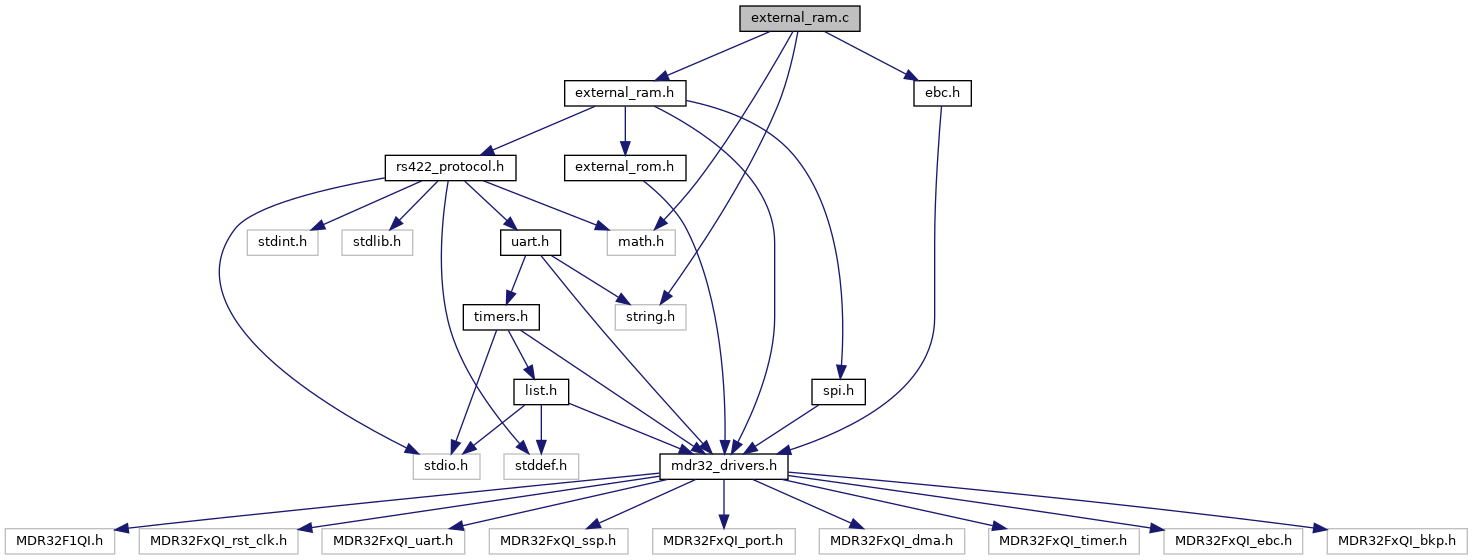 external_ram.c
external_ram.h
ebc.h
rs422_protocol.h
external_rom.h
stdint.h
stdlib.h
uart.h
math.h
timers.h
string.h
list.h
spi.h
stdio.h
stddef.h
mdr32_drivers.h
MDR32F1QI.h
MDR32FxQI_rst_clk.h
MDR32FxQI_uart.h
MDR32FxQI_ssp.h
MDR32FxQI_port.h
MDR32FxQI_dma.h
MDR32FxQI_timer.h
MDR32FxQI_ebc.h
MDR32FxQI_bkp.h